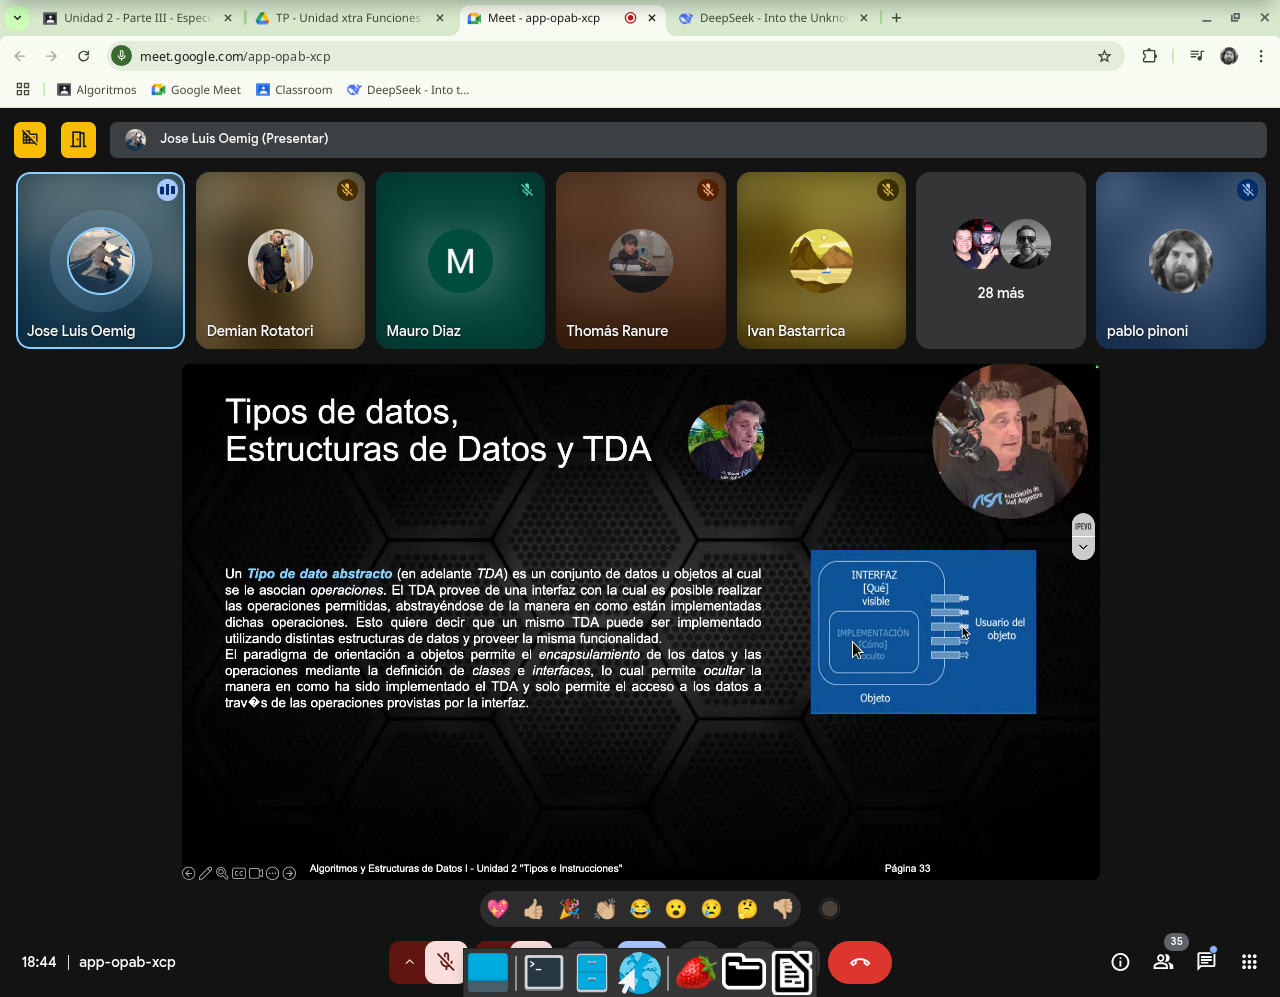 Unidad 2 - Parte III - Especi
TP - Unidad xtra Funciones
Meet - app-opab-xcp
DeepSeek - Into the Unkno
meet.google.com/app-opab-xcp
Algoritmos
Google Meet
Classroom
DeepSeek - Into t...
Jose Luis Oemig (Presentar)
Jose Luis Oemig
Demian Rotatori
M
Mauro Diaz
Thomás Ranure
Ivan Bastarrica
28 más
pablo pinoni
Tipos de datos,
Estructuras de Datos y TDA
ASA Asociación de
Surf Argentina
IPEVO
Un Tipo de dato abstracto (en adelante TDA) es un conjunto de datos u objetos al cual
se le asocian operaciones. El TDA provee de una interfaz con la cual es posible realizar
las operaciones permitidas, abstrayéndose de la manera en como están implementadas
dichas operaciones. Esto quiere decir que un mismo TDA puede ser implementado
utilizando distintas estructuras de datos y proveer la misma funcionalidad.
El paradigma de orientación a objetos permite el encapsulamiento de los datos y las
operaciones mediante la definición de clases e interfaces, lo cual permite ocultar la
manera en como ha sido implementado el TDA y solo permite el acceso a los datos a
trav�s de las operaciones provistas por la interfaz.
INTERFAZ
[Qué]
visible
IMPLEMENTACIÓN
[Cómo]
oculto
Usuario del
objeto
Objeto
Algoritmos y Estructuras de Datos I - Unidad 2 "Tipos e Instrucciones"
Página 33
18:44 | app-opab-xcp
35